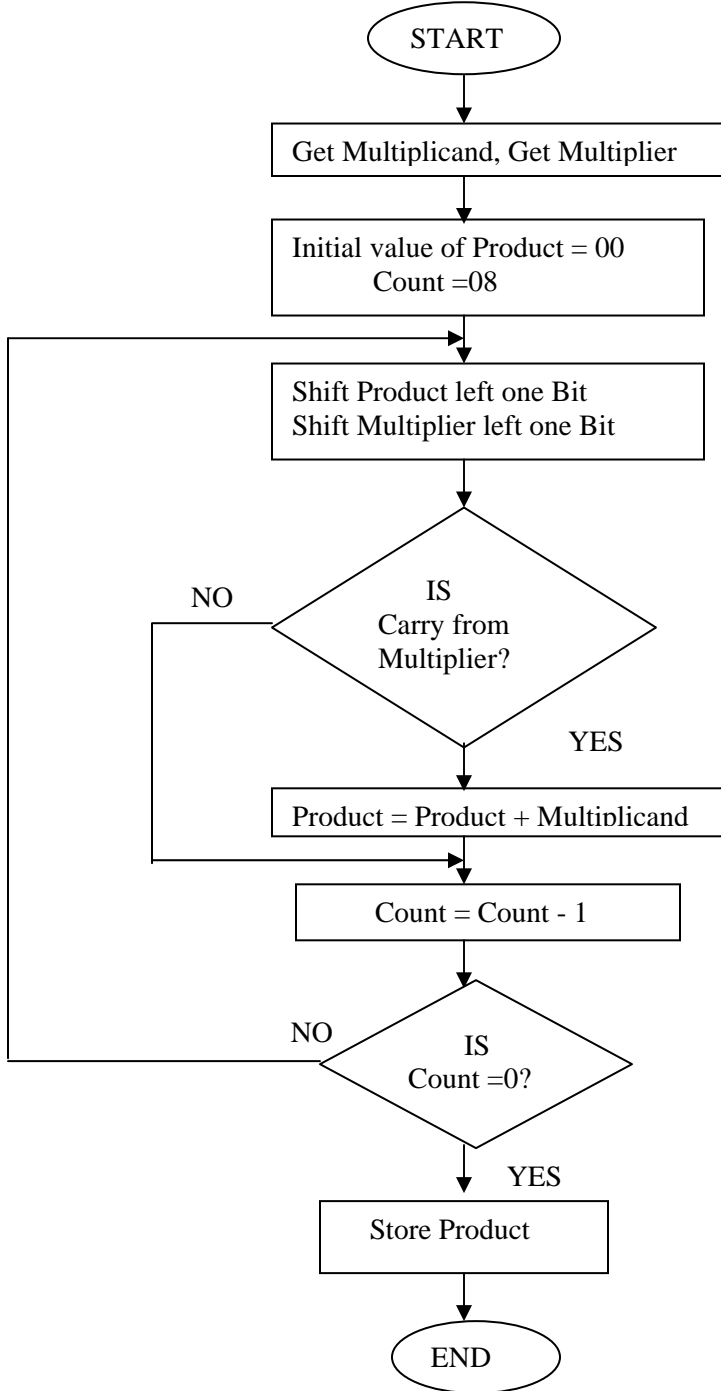 START
Get Multiplicand, Get Multiplier
Initial value of Product = 00
Count =08
Shift Product left one Bit
Shift Multiplier left one Bit
IS
Carry from
Multiplier?
NO
YES
Product = Product + Multiplicand
Count = Count - 1
NO
IS
Count =0?
YES
Store Product
END